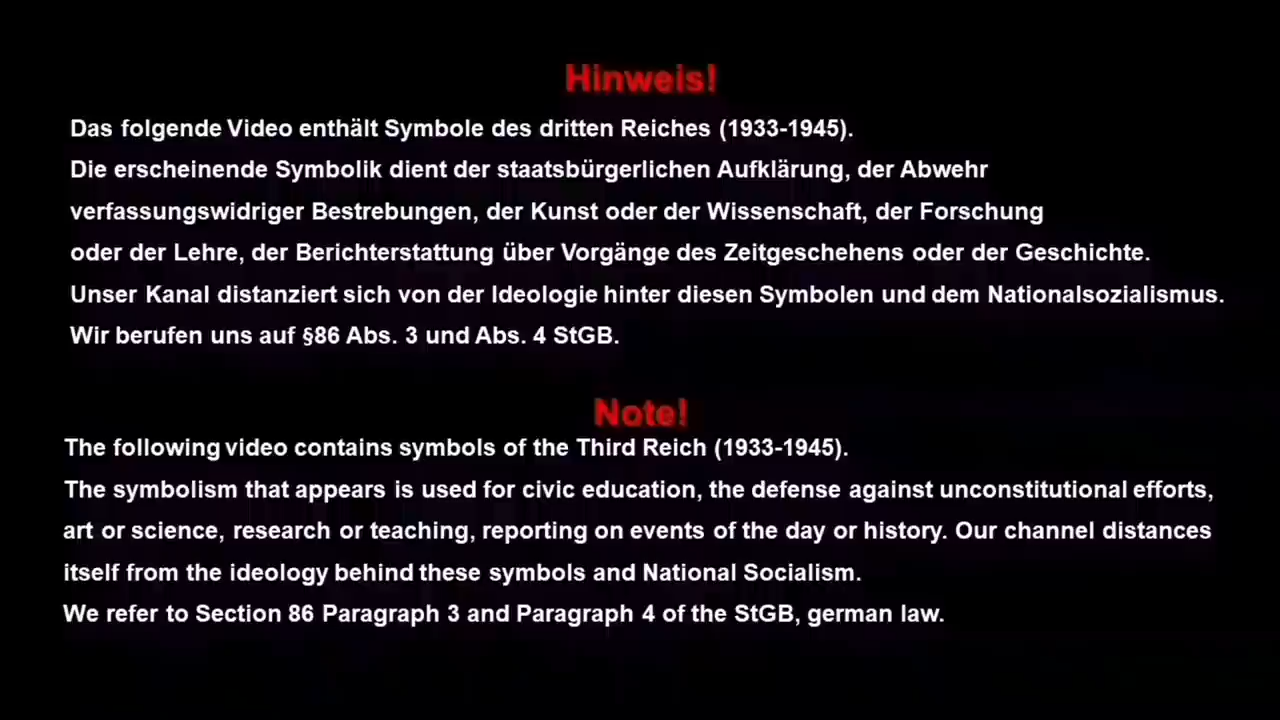 Hinweis!
Das folgende Video enthält Symbole des dritten Reiches (1933-1945).
Die erscheinende Symbolik dient der staatsbürgerlichen Aufklärung, der Abwehr
verfassungswidriger Bestrebungen, der Kunst oder der Wissenschaft, der Forschung
oder der Lehre, der Berichterstattung über Vorgänge des Zeitgeschehens oder der Geschichte.
Unser Kanal distanziert sich von der Ideologie hinter diesen Symbolen und dem Nationalsozialismus.
Wir berufen uns auf §86 Abs. 3 und Abs. 4 StGB.
Note!
The following video contains symbols of the Third Reich (1933-1945).
The symbolism that appears is used for civic education, the defense against unconstitutional efforts,
art or science, research or teaching, reporting on events of the day or history. Our channel distances
itself from the ideology behind these symbols and National Socialism.
We refer to Section 86 Paragraph 3 and Paragraph 4 of the StGB, german law.